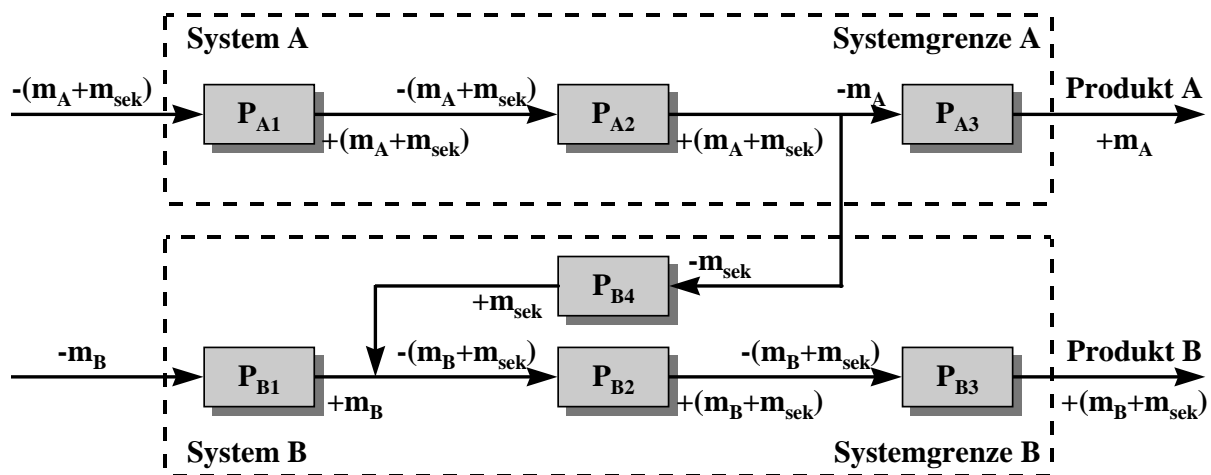 System A
Systemgrenze A
-(mA+msek)
-(mA+msek)
-mA
Produkt A
PA1
PA2
PA3
+(mA+msek)
+(mA+msek)
+mA
-msek
PB4
+msek
-mB
-(mB+msek)
-(mB+msek)
Produkt B
PB1
PB2
PB3
+mB
+(mB+msek)
+(mB+msek)
System B
Systemgrenze B